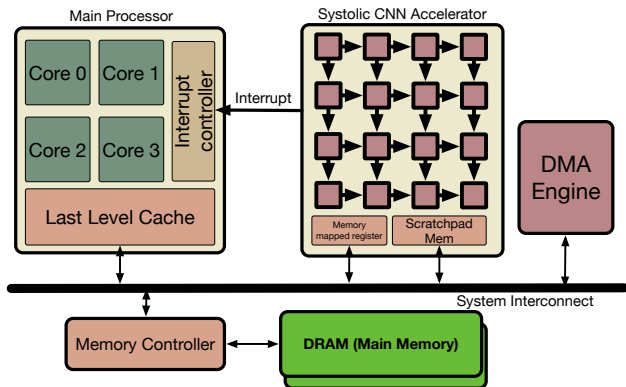 Main Processor
Systolic CNN Accelerator
Core 0
Core 1
Interrupt
controller
Interrupt
Core 2
Core 3
DMA
Engine
Last Level Cache
Memory
mapped register
Scratchpad
Mem
System Interconnect
Memory Controller
DRAM (Main Memory)